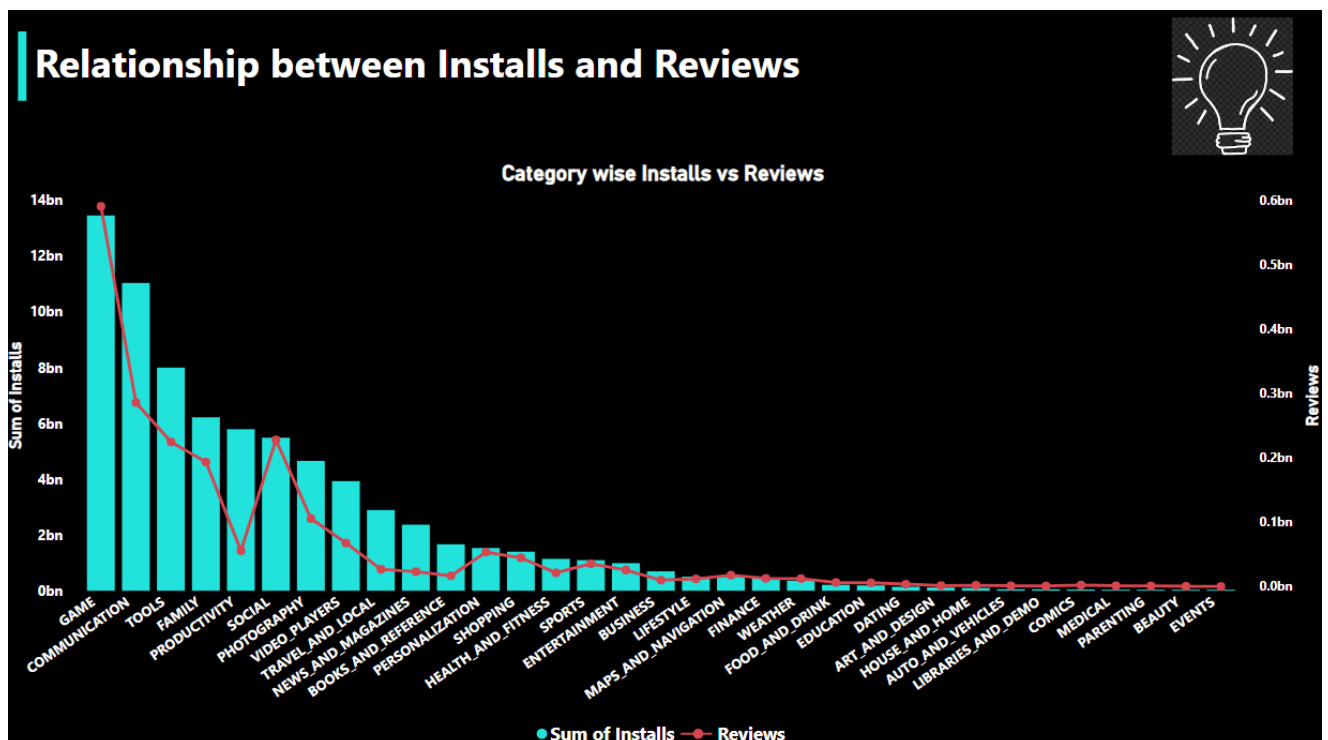 Relationship between Installs and Reviews
Category wise Installs vs Reviews
14bn
12bn
10bn
8bn
6bn
4bn
2bn
0bn
Sum of Installs
0.6bn
0.5bn
0.4bn
0.3bn
0.2bn
0.1bn
0.0bn
Reviews
GAME
COMMUNICATION
TOOLS
FAMILY
PRODUCTIVITY
SOCIAL
PHOTOGRAPHY
VIDEO_PLAYERS
TRAVEL_AND_LOCAL
NEWS_AND_MAGAZINES
BOOKS_AND_REFERENCE
PERSONALIZATION
SHOPPING
HEALTH_AND_FITNESS
SPORTS
ENTERTAINMENT
BUSINESS
LIFESTYLE
MAPS_AND_NAVIGATION
FINANCE
WEATHER
FOOD_AND_DRINK
EDUCATION
DATING
ART_AND_DESIGN
HOUSE_AND_HOME
AUTO_AND_VEHICLES
LIBRARIES_AND_DEMO
COMICS
MEDICAL
PARENTING
BEAUTY
EVENTS
Sum of Installs Reviews